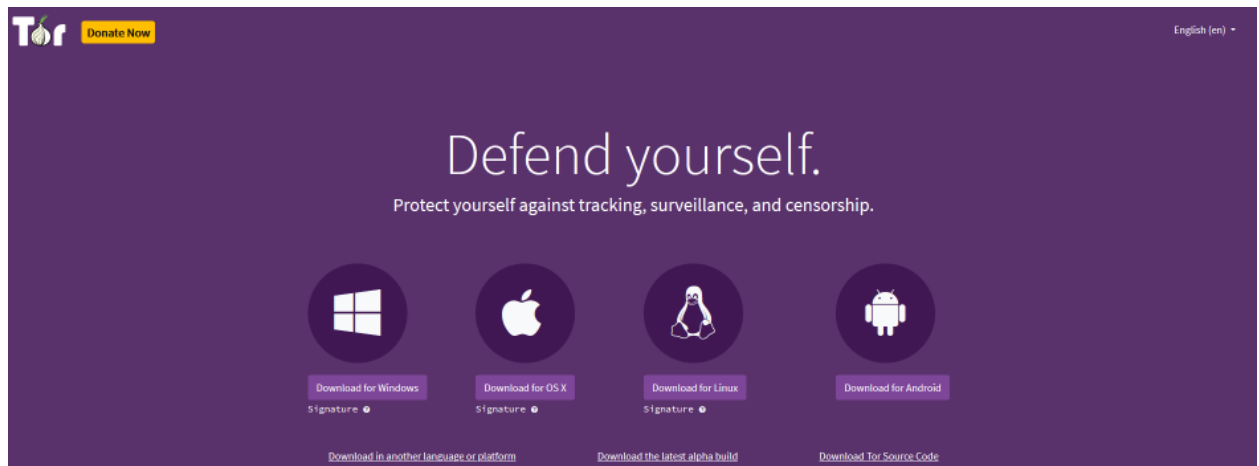 Tor
Donate Now
English (en)
Defend yourself.
Protect yourself against tracking, surveillance, and censorship.
Download for Windows
Download for OS X
Download for Linux
Download for Android
Signature
Signature
Signature
Download in another language or platform
Download the latest alpha build
Download Tor Source Code